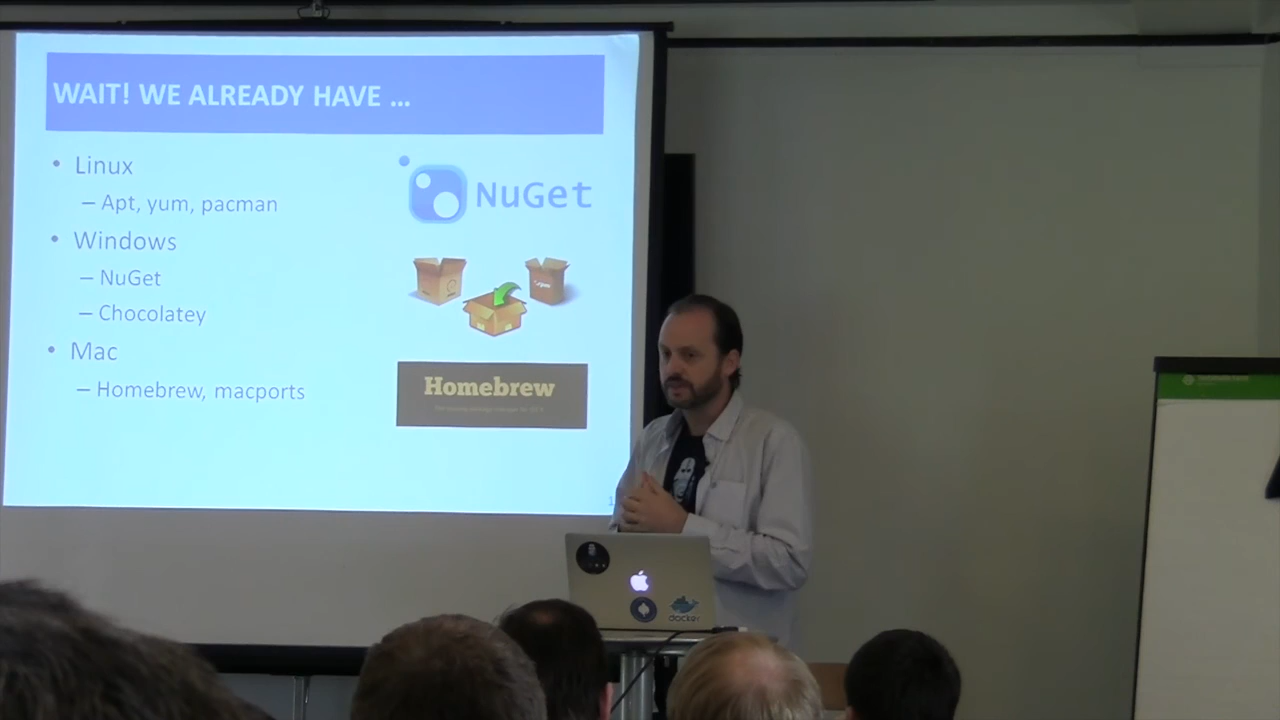 WAIT! WE ALREADY HAVE ...
• Linux
– Apt, yum, pacman
• Windows
– NuGet
– Chocolatey
• Mac
– Homebrew, macports
NuGet
Homebrew
docker